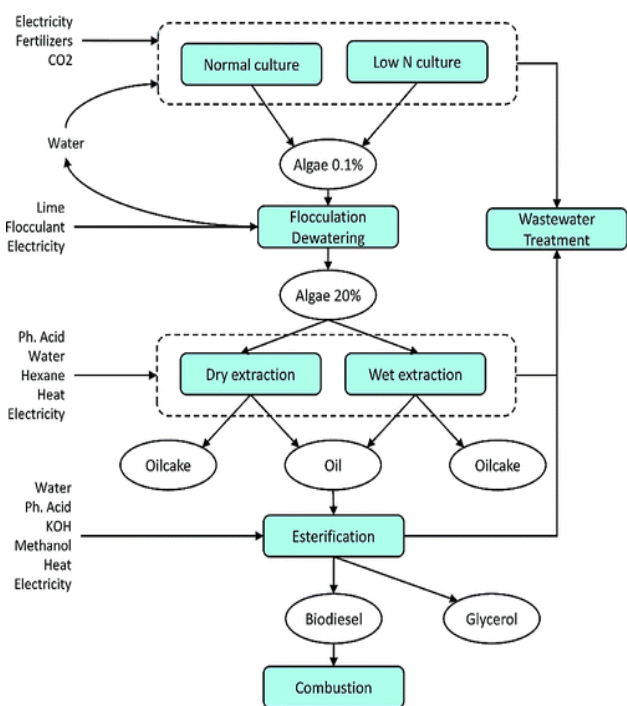 Electricity
Fertilizers
CO2
Normal culture
Low N culture
Water
Algae 0.1%
Lime
Flocculant
Electricity
Flocculation
Dewatering
Wastewater
Treatment
Algae 20%
Ph. Acid
Water
Hexane
Heat
Electricity
Dry extraction
Wet extraction
Oilcake
Oil
Oilcake
Water
Ph. Acid
KOH
Methanol
Heat
Electricity
Esterification
Biodiesel
Glycerol
Combustion